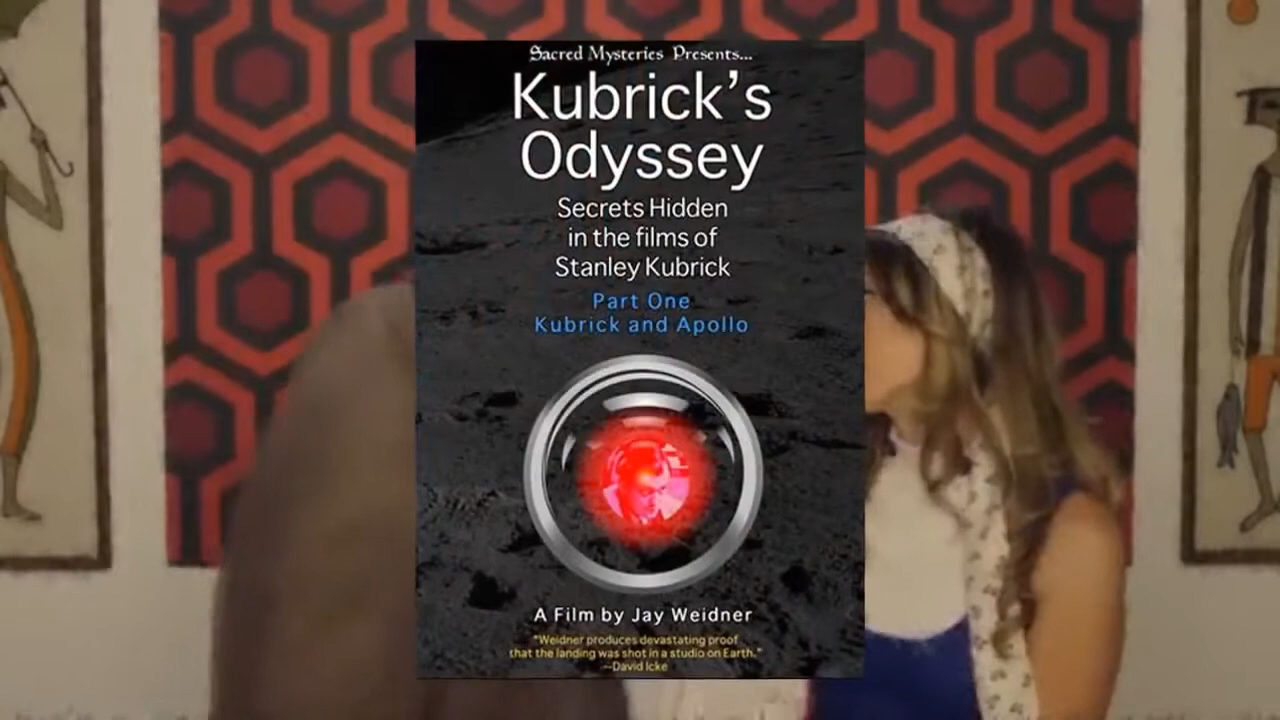 Sacred Mysteries Presents...
Kubrick's
Odyssey
Secrets Hidden
in the films of
Stanley Kubrick
Part One
Kubrick and Apollo
A Film by Jay Weidner
"Weidner produces devastating proof
that the landing was shot in a studio on Earth."
--David Icke